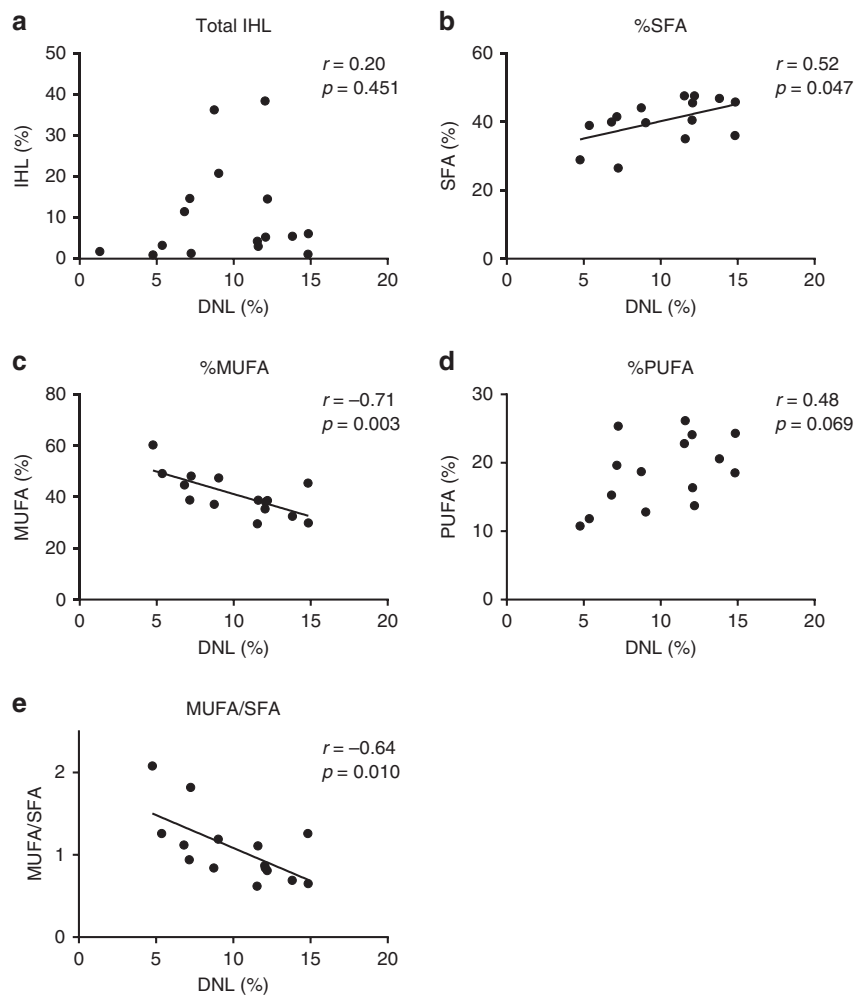 a
Total IHL
r = 0.20
p = 0.451
IHL (%)
50
40
30
20
10
0
0 5 10 15 20
DNL (%)
b
%SFA
r = 0.52
p = 0.047
SFA (%)
60
40
20
0
0 5 10 15 20
DNL (%)
c
%MUFA
r = –0.71
p = 0.003
MUFA (%)
80
60
40
20
0
0 5 10 15 20
DNL (%)
d
%PUFA
r = 0.48
p = 0.069
PUFA (%)
30
20
10
0
0 5 10 15 20
DNL (%)
e
MUFA/SFA
r = –0.64
p = 0.010
MUFA/SFA
2
1
0
0 5 10 15 20
DNL (%)